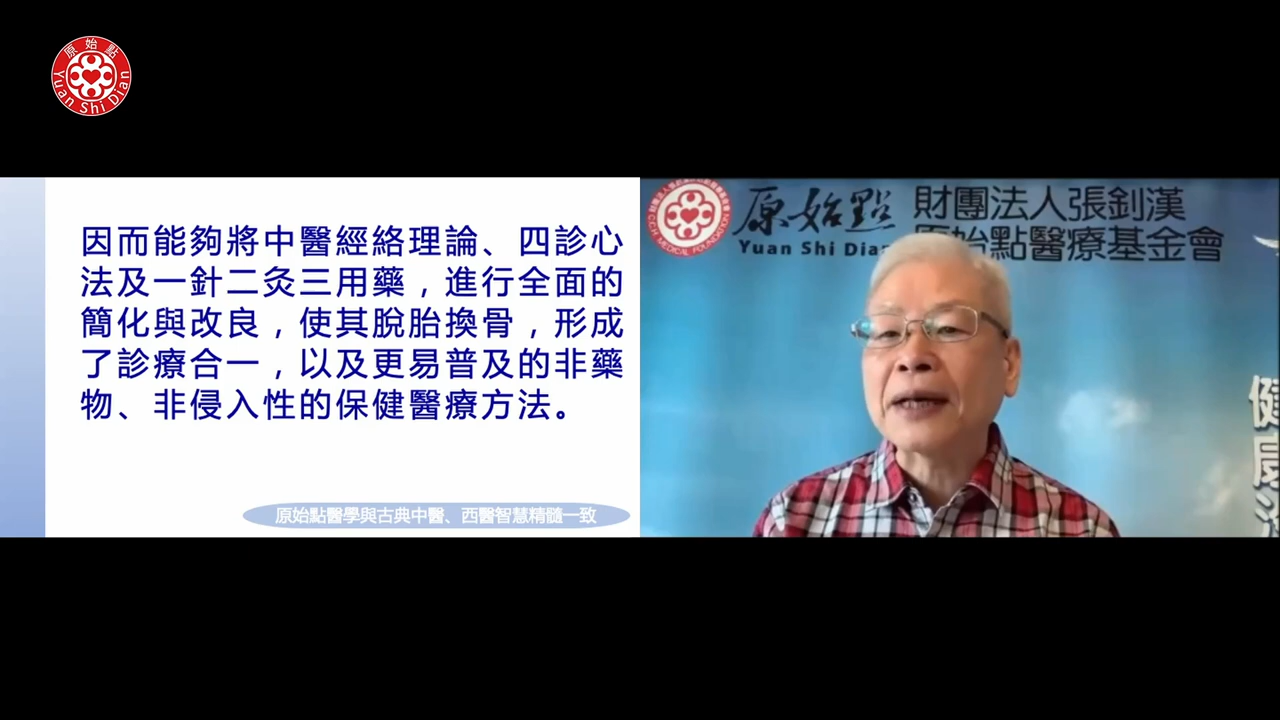 原始點
Yuan Shi Dian
因而能夠將中醫經絡理論、四診心
法及一針二灸三用藥，進行全面的
簡化與改良，使其脫胎換骨，形成
了診療合一，以及更易普及的非藥
物、非侵入性的保健醫療方法。
原始點醫學與古典中醫、西醫智慧精髓一致
原始點
Yuan Shi Dia
財團法人張釗漢
原始點醫療基金會
健康